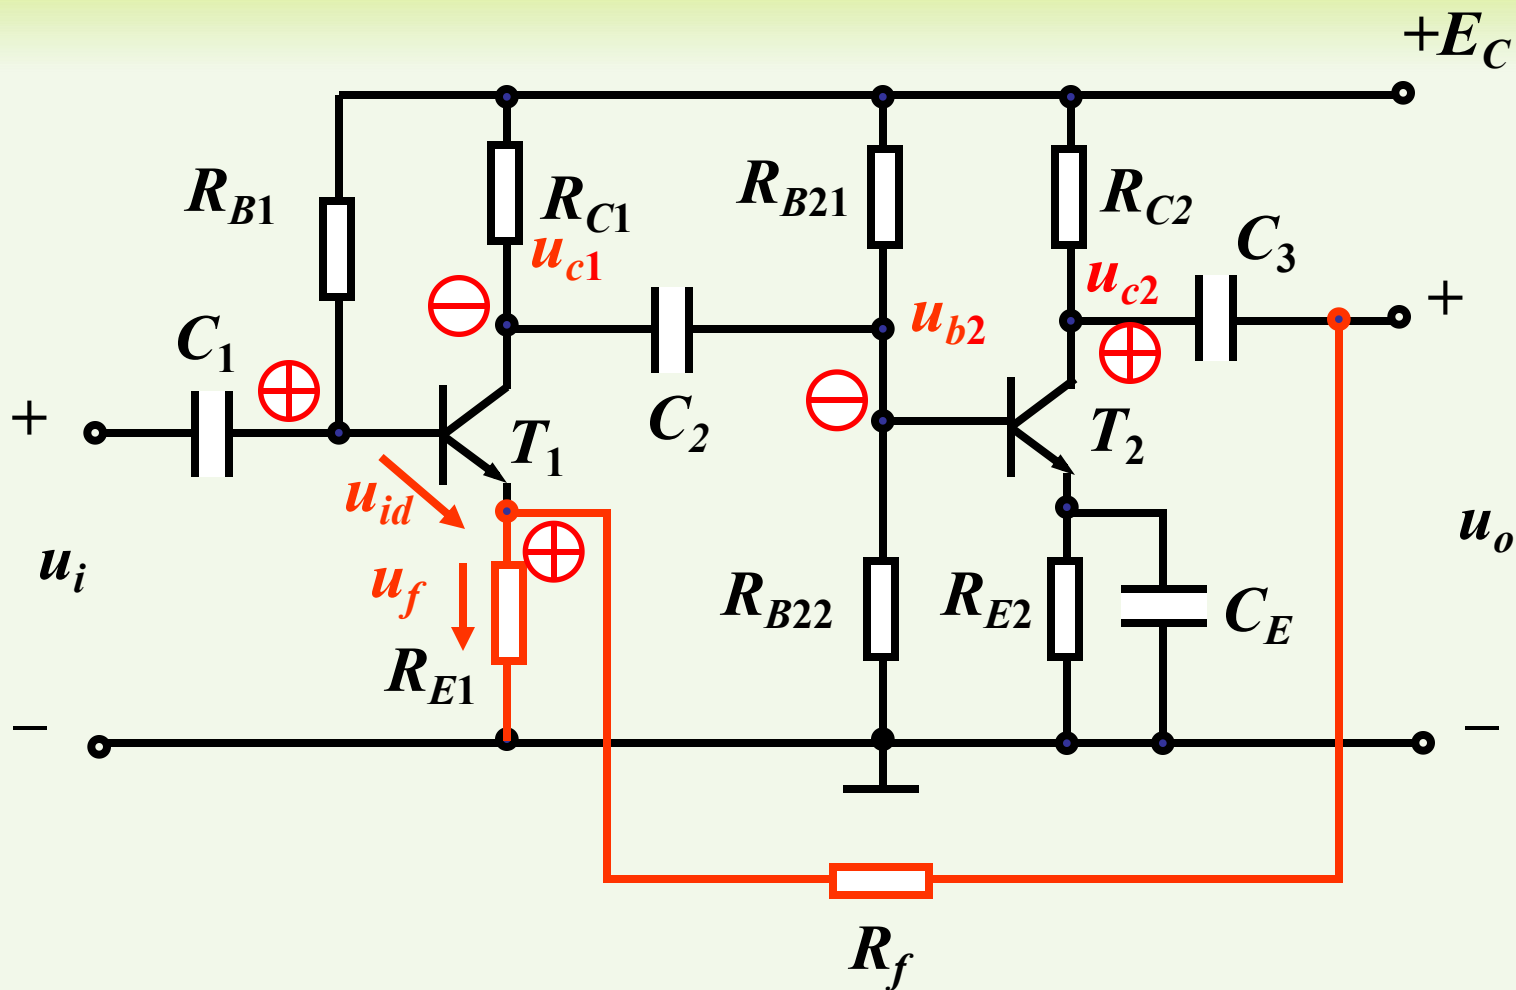 +E_C
R_B1
R_C1
R_B21
R_C2
C_3
u_c1
u_c2
+
C_1
u_b2
+
C_2
T_1
T_2
u_id
u_i
u_f
u_o
R_B22
R_E2
C_E
R_E1
−
−
R_f